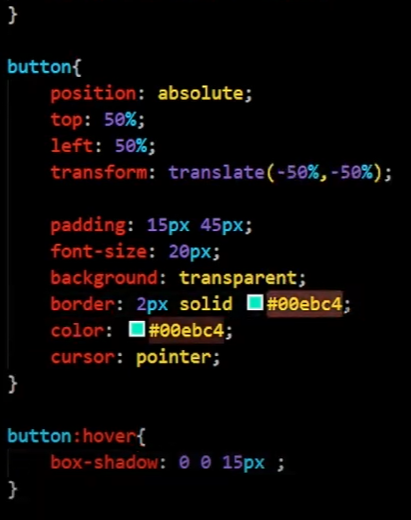 }
button{
position: absolute;
top: 50%;
left: 50%;
transform: translate(-50%,-50%);
padding: 15px 45px;
font-size: 20px;
background: transparent;
border: 2px solid #00ebc4;
color: #00ebc4;
cursor: pointer;
}
button:hover{
box-shadow: 0 0 15px ;
}